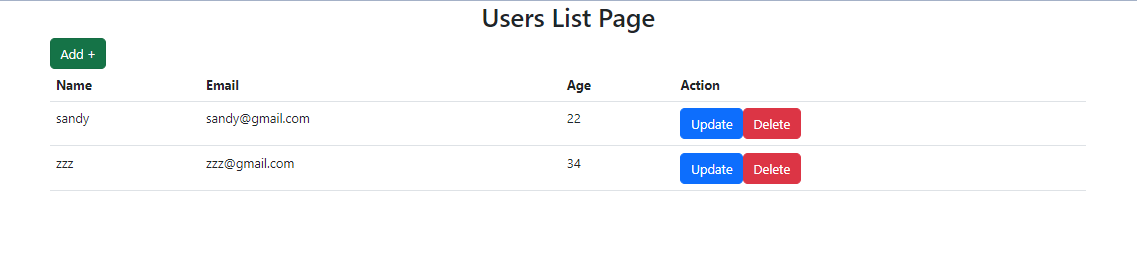 Users List Page
Add +
Name Email Age Action
sandy sandy@gmail.com 22 Update Delete
zzz zzz@gmail.com 34 Update Delete